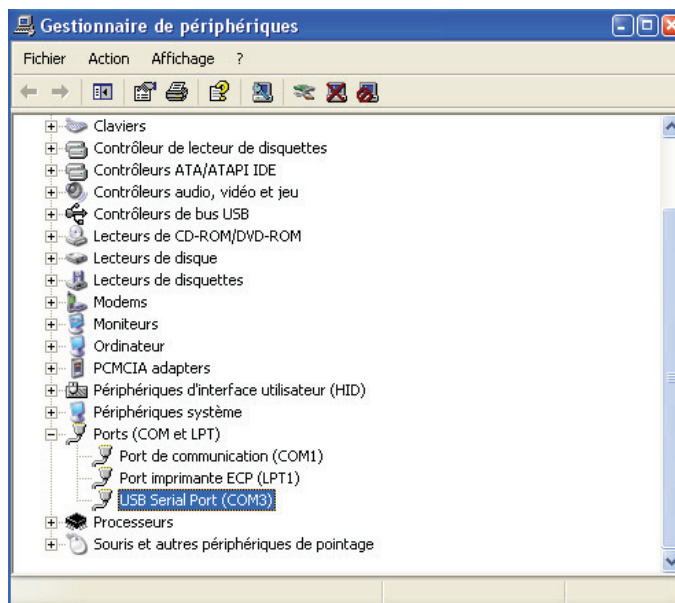 Gestionnaire de périphériques
Fichier Action Affichage ?
Claviers
Contrôleur de lecteur de disquettes
Contrôleurs ATA/ATAPI IDE
Contrôleurs audio, vidéo et jeu
Contrôleurs de bus USB
Lecteurs de CD-ROM/DVD-ROM
Lecteurs de disque
Lecteurs de disquettes
Modems
Moniteurs
Ordinateur
PCMCIA adapters
Périphériques d'interface utilisateur (HID)
Périphériques système
Ports (COM et LPT)
Port de communication (COM1)
Port imprimante ECP (LPT1)
USB Serial Port (COM3)
Processeurs
Souris et autres périphériques de pointage